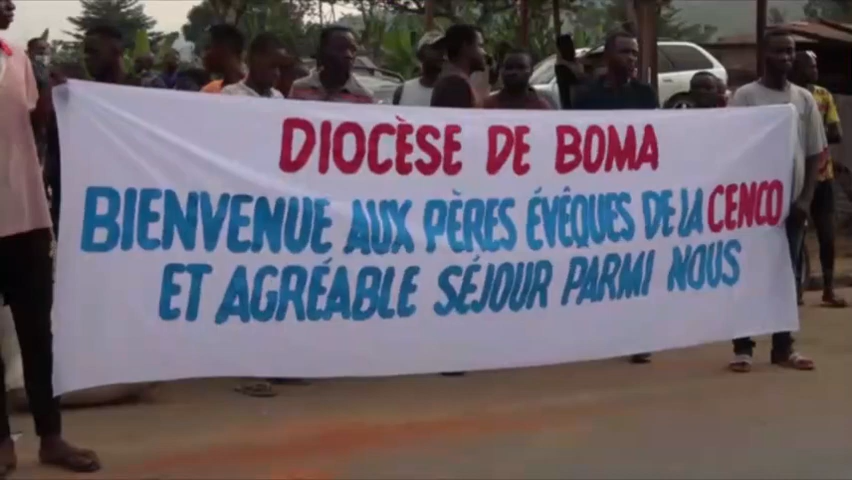 DIOCÈSE DE BOMA
BIENVENUE AUX PÈRES ÉVÊQUES DE LA CENCO
ET AGRÉABLE SÉJOUR PARMI NOUS